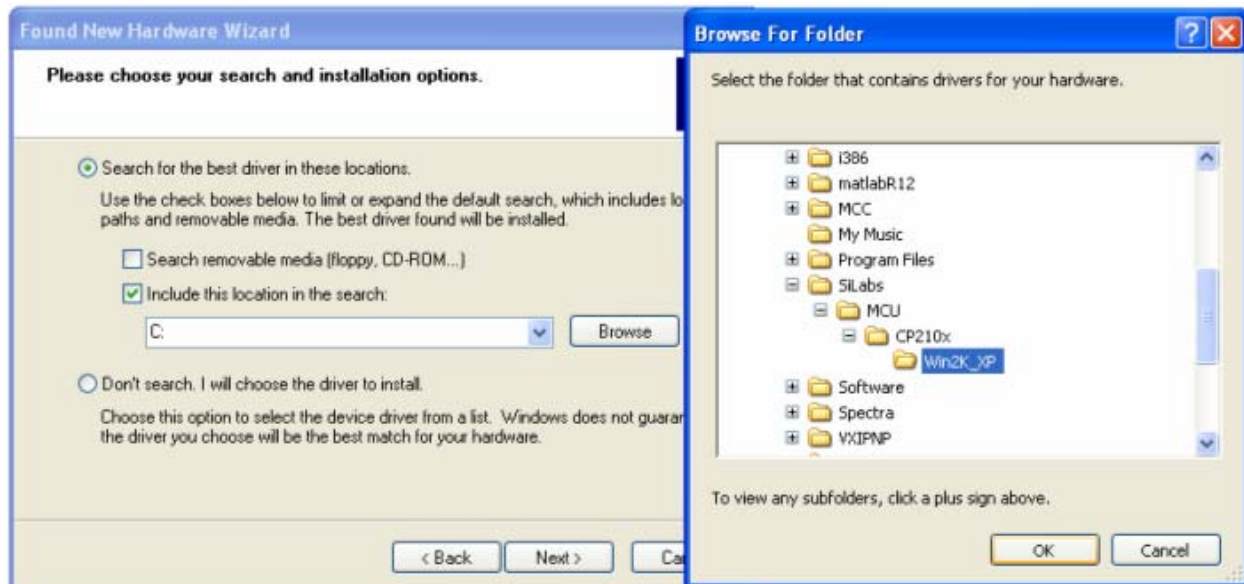 Found New Hardware Wizard
Please choose your search and installation options.
Search for the best driver in these locations.
Use the check boxes below to limit or expand the default search, which includes
paths and removable media. The best driver found will be installed.
Search removable media (floppy, CD-ROM...)
Include this location in the search:
C:
Browse
Don't search. I will choose the driver to install.
Choose this option to select the device driver from a list. Windows does not
the driver you choose will be the best match for your hardware.
< Back
Next >
Browse For Folder
Select the folder that contains drivers for your hardware.
i386
matlabR12
MCC
My Music
Program Files
SiLabs
MCU
CP210x
Win2K_XP
Software
Spectra
VXIPNP
To view any subfolders, click a plus sign above.
OK
Cancel